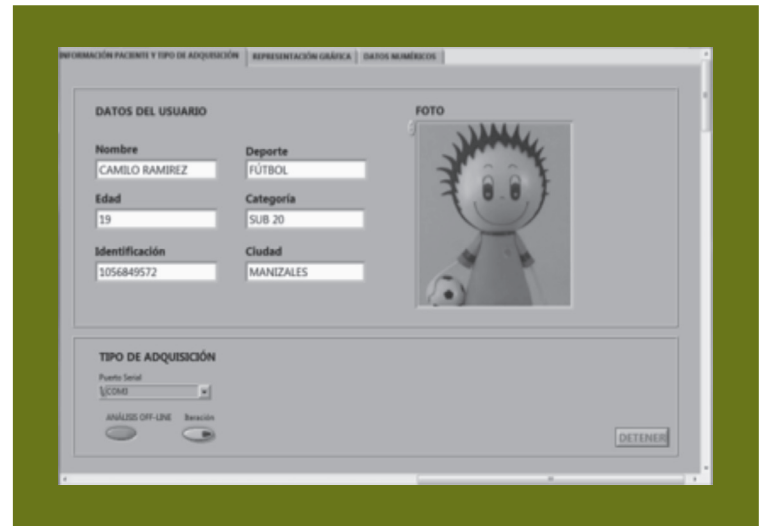 INFORMACIÓN PACIENTE Y TIPO DE ADQUISICIÓN
REPRESENTACIÓN GRÁFICA
DATOS NUMÉRICOS
DATOS DEL USUARIO
FOTO
Nombre
Deporte
CAMILO RAMIREZ
FÚTBOL
Edad
Categoría
19
SUB 20
Identificación
Ciudad
1056849572
MANIZALES
TIPO DE ADQUISICIÓN
Puerto Serial
COM3
ANÁLISIS OFF-LINE
Iteración
DETENER